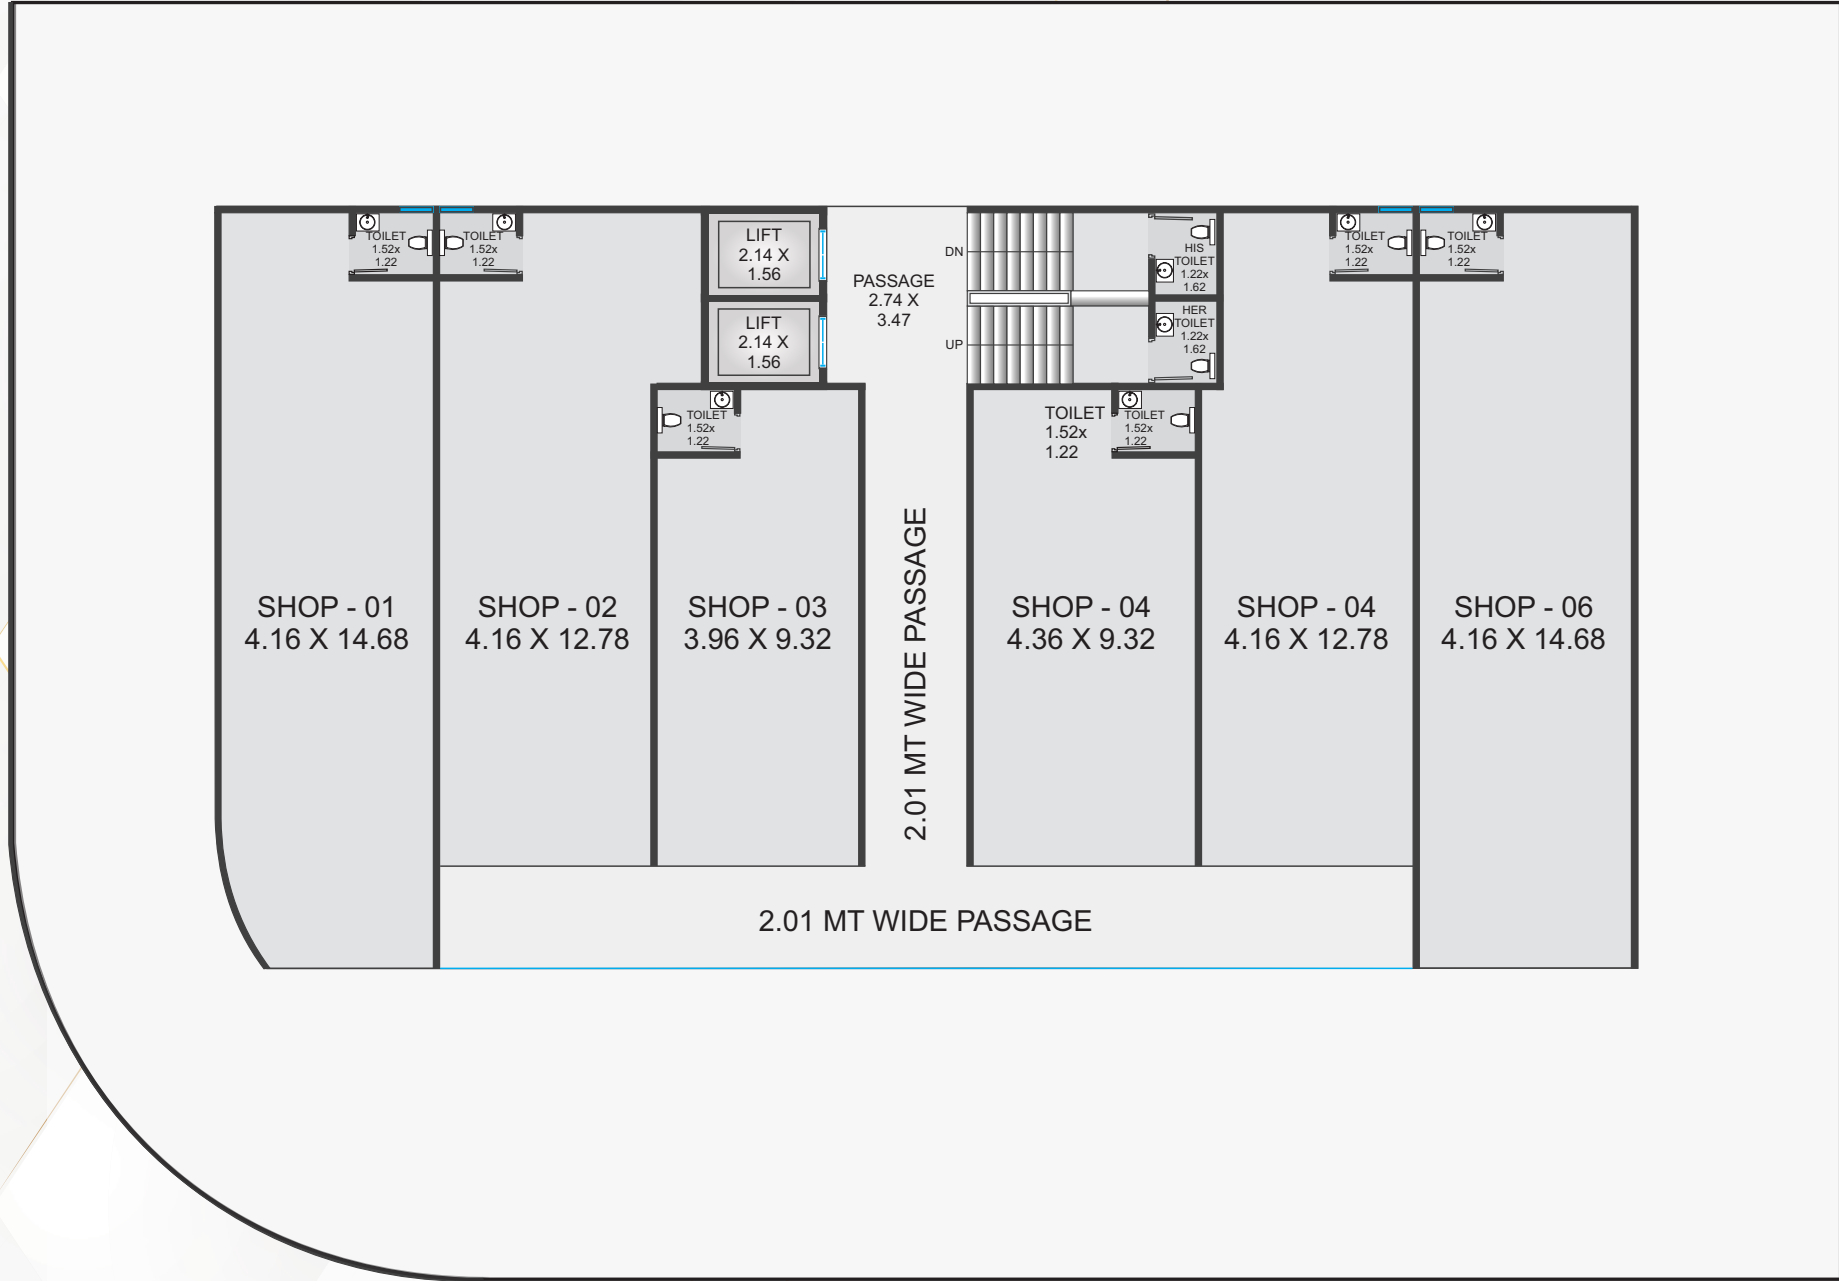 TOILET
1.52x
1.22
TOILET
1.52x
1.22
LIFT
2.14 X
1.56
LIFT
2.14 X
1.56
PASSAGE
2.74 X
3.47
DN
UP
HIS
TOILET
1.22x
1.62
HER
TOILET
1.22x
1.62
TOILET
1.52x
1.22
TOILET
1.52x
1.22
TOILET
1.52x
1.22
TOILET
1.52x
1.22
TOILET
1.52x
1.22
SHOP - 01
4.16 X 14.68
SHOP - 02
4.16 X 12.78
SHOP - 03
3.96 X 9.32
2.01 MT WIDE PASSAGE
SHOP - 04
4.36 X 9.32
SHOP - 04
4.16 X 12.78
SHOP - 06
4.16 X 14.68
2.01 MT WIDE PASSAGE